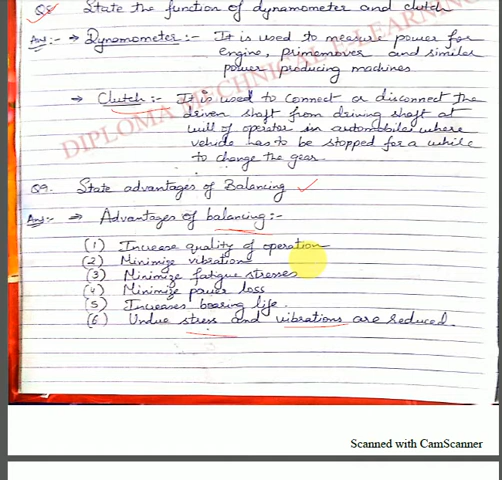 Q8 State the function of dynamometer and clutch
Ans:- → Dynamometer:- It is used to measure power for
engine, primemover and similar
power producing machines
→ Clutch:- It is used to connect or disconnect the
driven shaft from driving shaft at
will of opertor in automobiles where
vehicle has to be stopped for a while
to change the gear.
Q9. State advantages of Balancing
Ans:- → Advantages of balancing:-
(1) Increase quality of operation
(2) Minimize vibrations
(3) Minimize fatigue stresses
(4) Minimize power loss
(5) Increases bearing life.
(6) Undue stress and vibrations are reduced.
DIPLOMA TECHNICAL E-LEARNING
Scanned with CamScanner